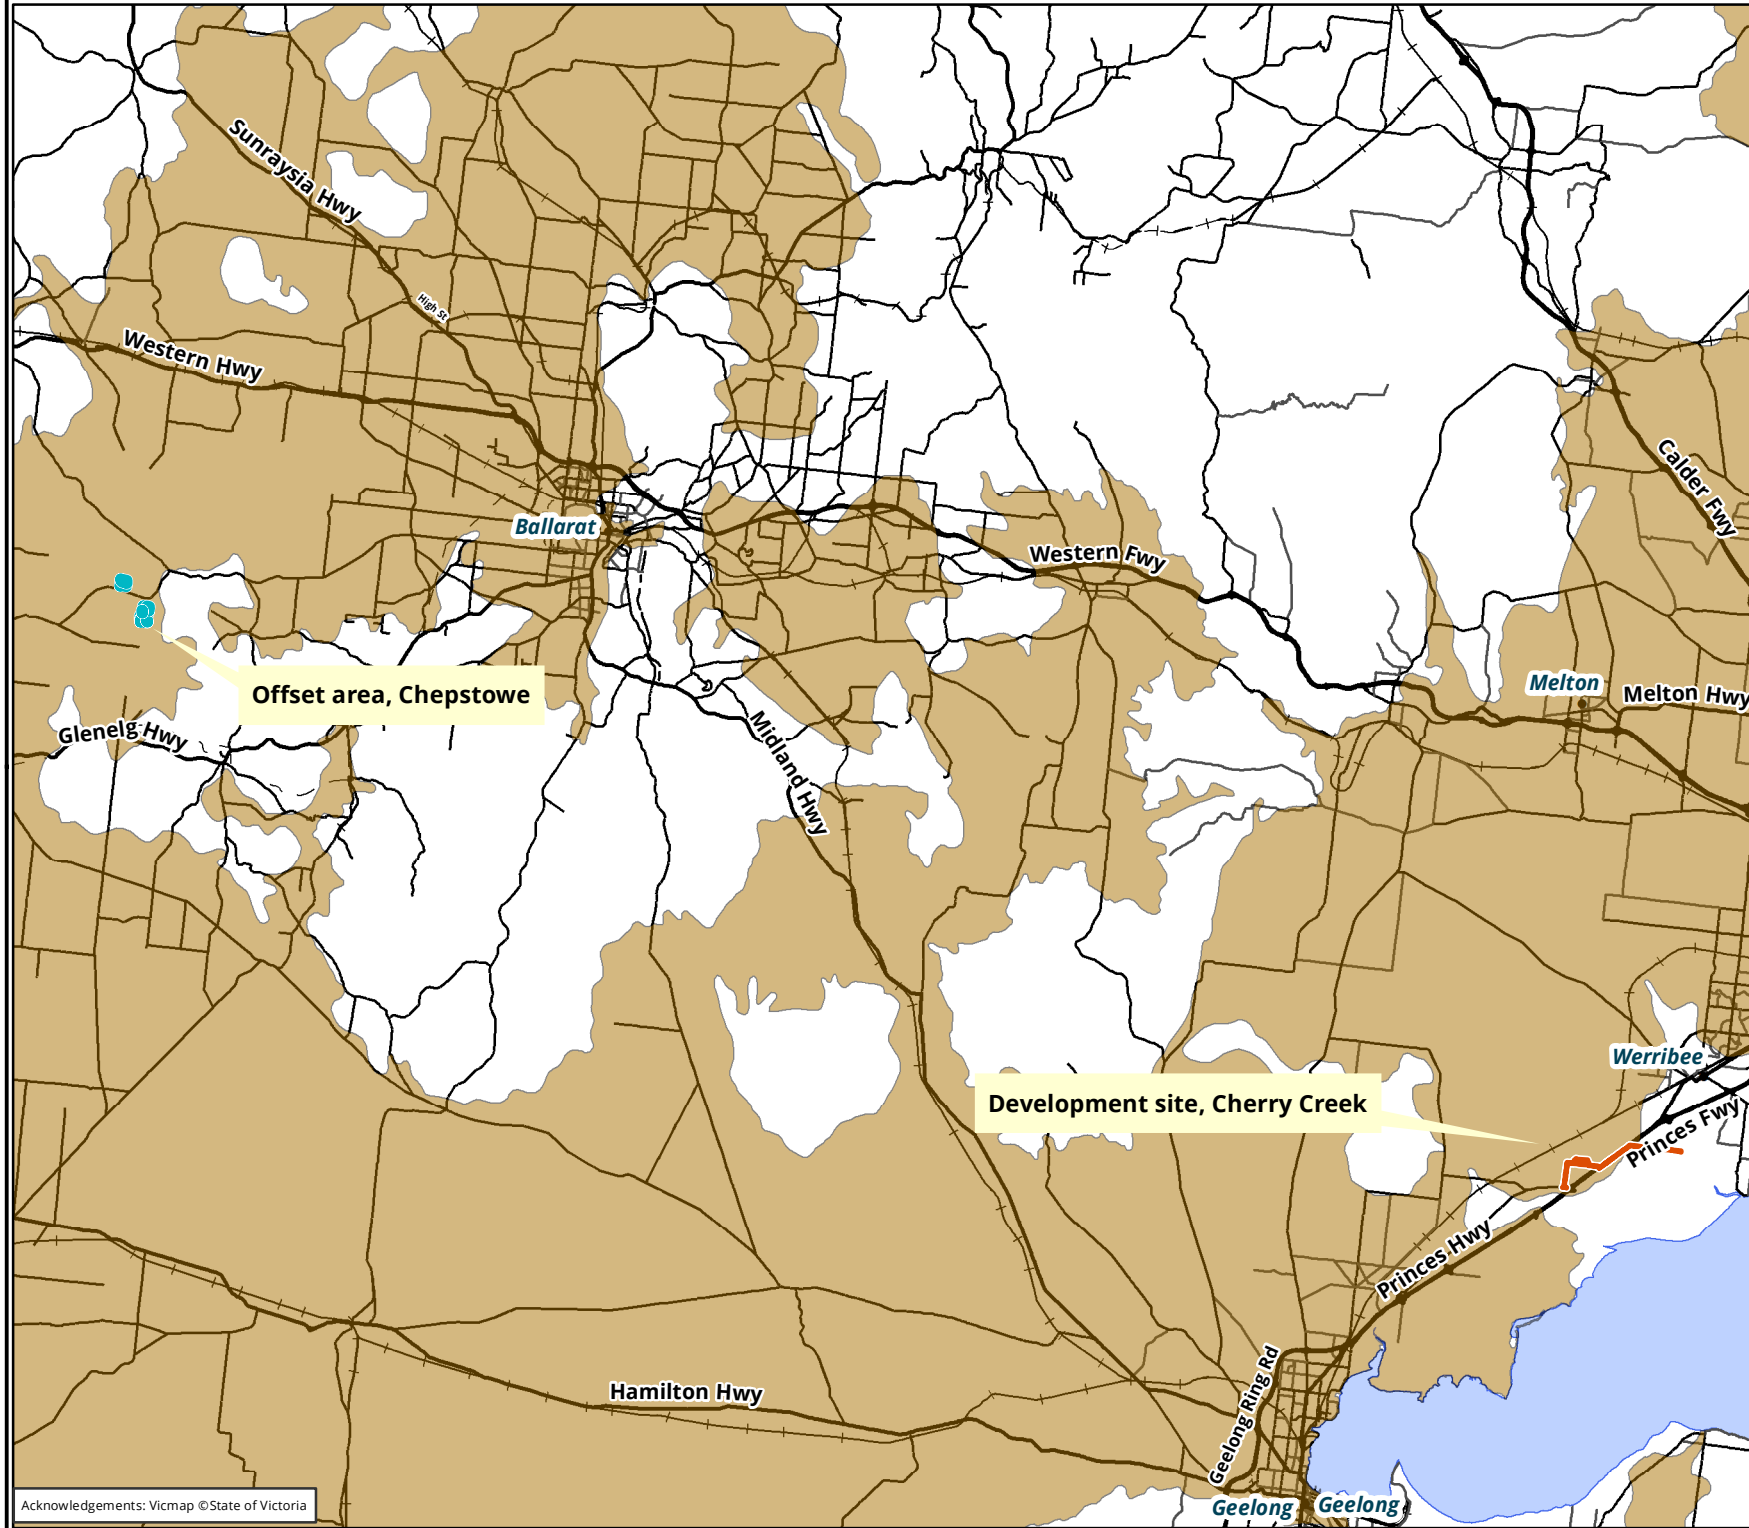 Sunraysia Hwy
High St
Western Hwy
Calder Fwy
Ballarat
Western Fwy
Melton
Offset area, Chepstowe
Melton Hwy
Glenelg Hwy
Midland Hwy
Werribee
Development site, Cherry Creek
Princes Fwy
Princes Hwy
Geelong Ring Rd
Hamilton Hwy
Acknowledgements: Vicmap ©State of Victoria
Geelong
Geelong